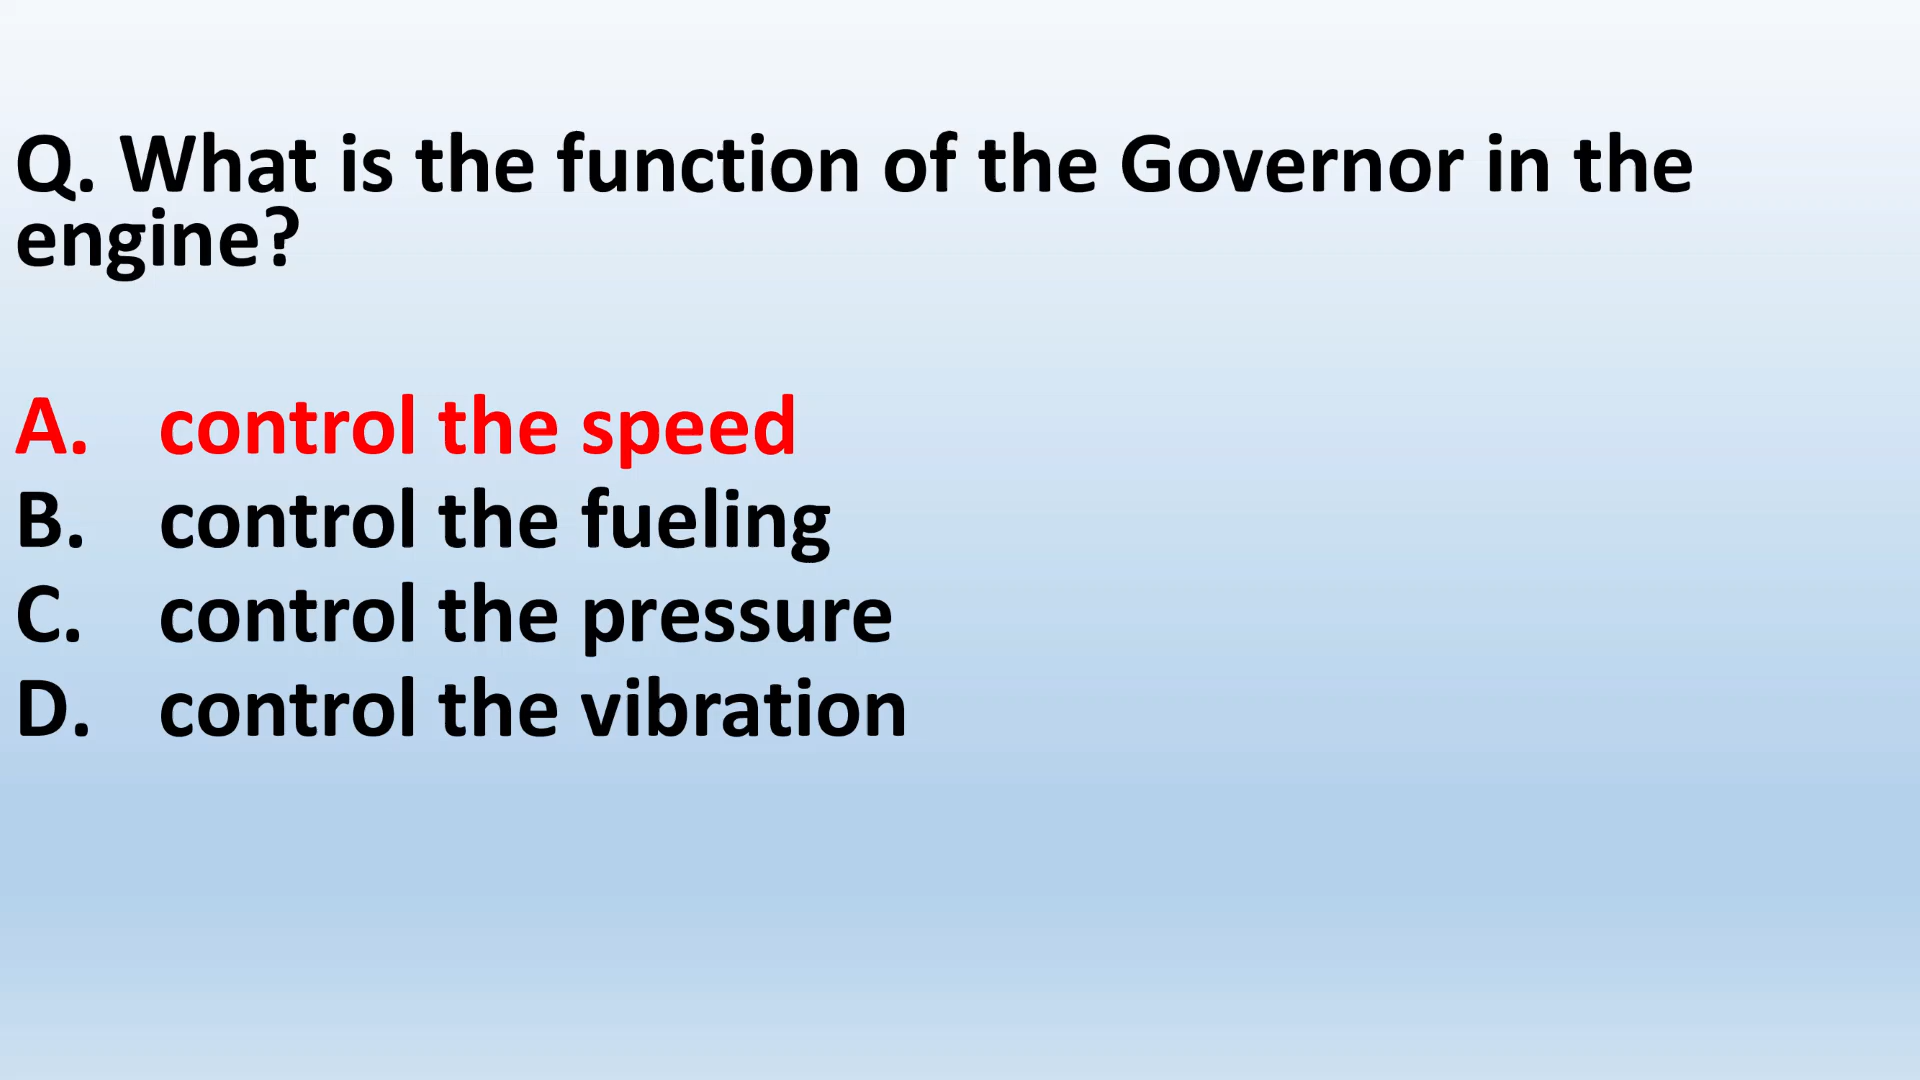 Q. What is the function of the Governor in the
engine?
A. control the speed
B. control the fueling
C. control the pressure
D. control the vibration